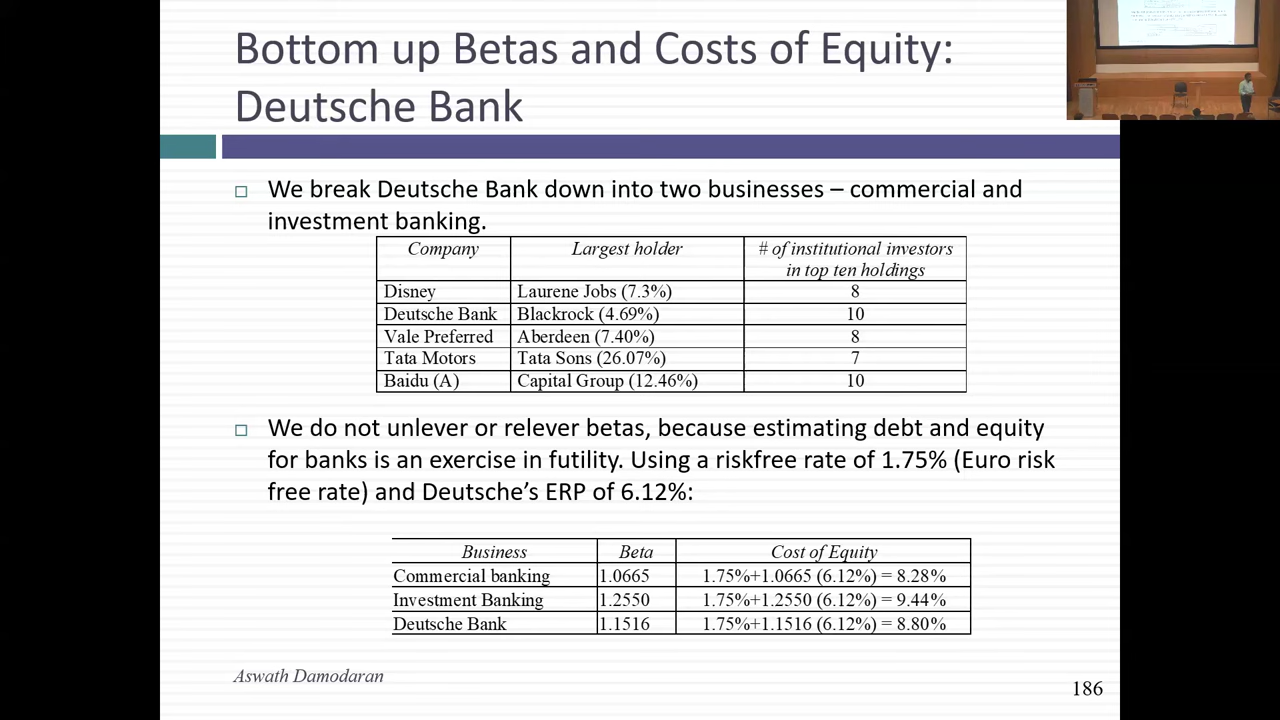 Bottom up Betas and Costs of Equity:
Deutsche Bank
We break Deutsche Bank down into two businesses – commercial and
investment banking.
Company Largest holder # of institutional investors
in top ten holdings
Disney Laurene Jobs (7.3%) 8
Deutsche Bank Blackrock (4.69%) 10
Vale Preferred Aberdeen (7.40%) 8
Tata Motors Tata Sons (26.07%) 7
Baidu (A) Capital Group (12.46%) 10
We do not unlever or relever betas, because estimating debt and equity
for banks is an exercise in futility. Using a riskfree rate of 1.75% (Euro risk
free rate) and Deutsche’s ERP of 6.12%:
Business Beta Cost of Equity
Commercial banking 1.0665 1.75%+1.0665 (6.12%) = 8.28%
Investment Banking 1.2550 1.75%+1.2550 (6.12%) = 9.44%
Deutsche Bank 1.1516 1.75%+1.1516 (6.12%) = 8.80%
Aswath Damodaran
186